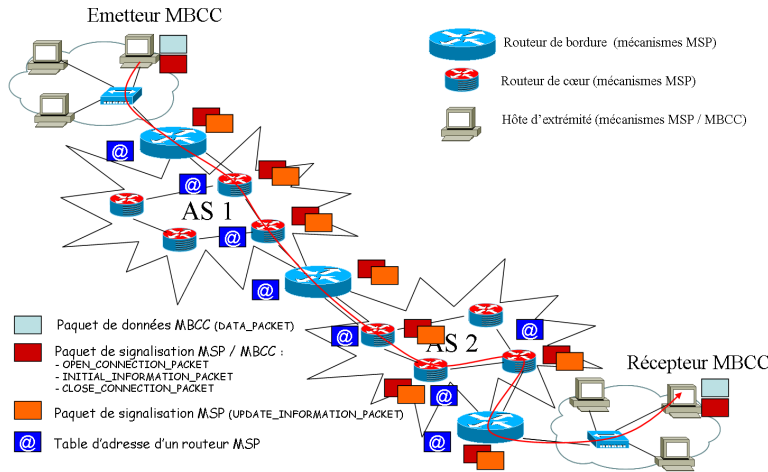 Emetteur MBCC
Routeur de bordure (mécanismes MSP)
Routeur de cœur (mécanismes MSP)
Hôte d'extrémité (mécanismes MSP / MBCC)
@
@
AS 1
@
@
@
@
AS 2
@
@
Paquet de données MBCC (DATA_PACKET)
Paquet de signalisation MSP / MBCC :
- OPEN_CONNECTION_PACKET
- INITIAL_INFORMATION_PACKET
- CLOSE_CONNECTION_PACKET
Paquet de signalisation MSP (UPDATE_INFORMATION_PACKET)
@ Table d'adresse d'un routeur MSP
Récepteur MBCC